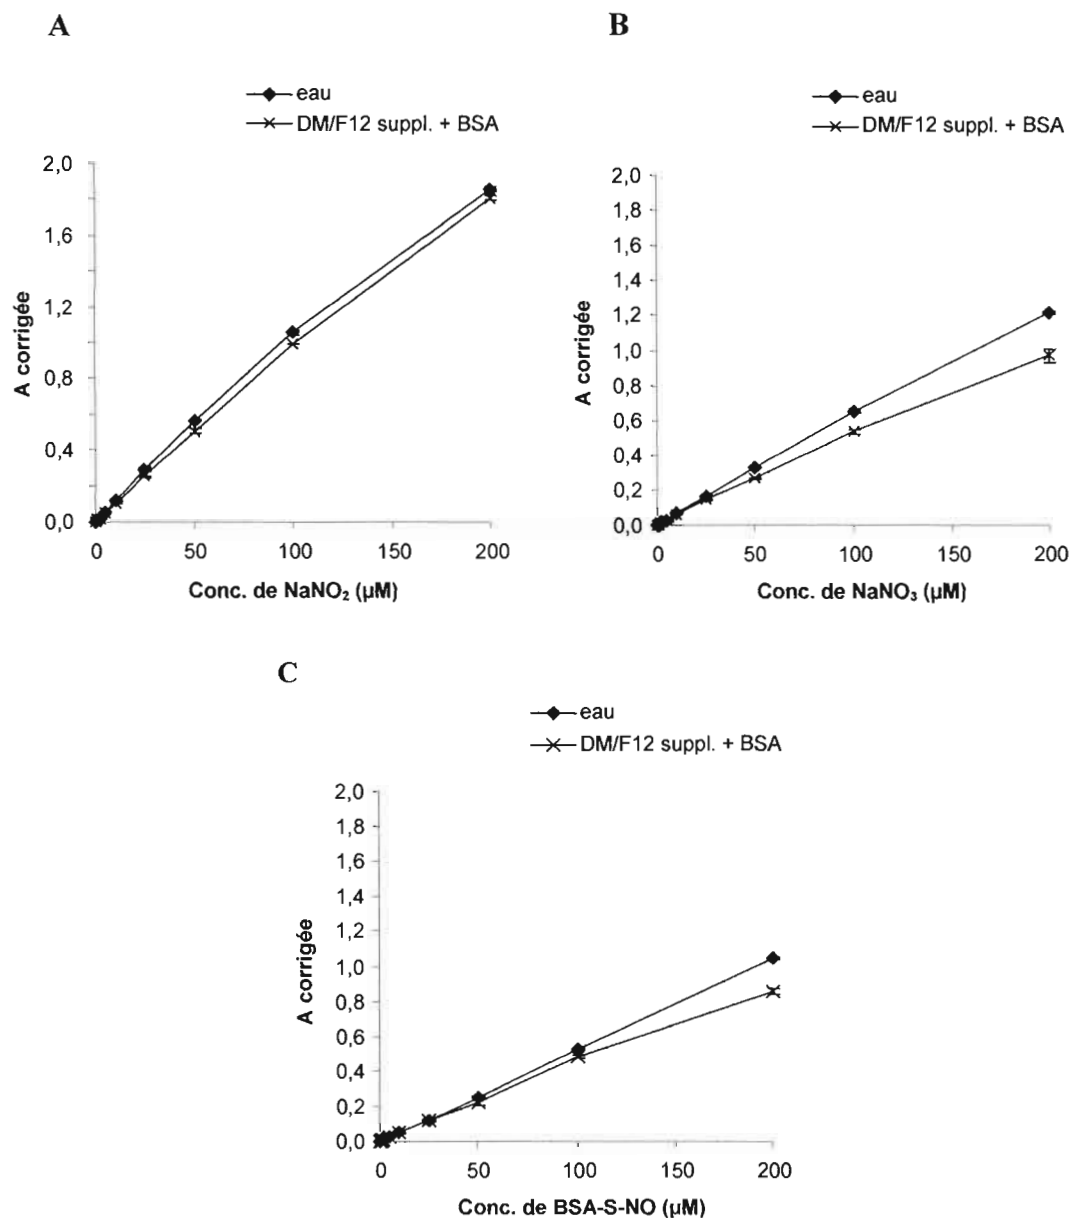 A
eau
DM/F12 suppl. + BSA
2,0
1,6
1,2
0,8
0,4
0,0
A corrigée
0
50
100
150
200
Conc. de NaNO₂ (µM)
B
eau
DM/F12 suppl. + BSA
2,0
1,8
1,6
1,4
1,2
1,0
0,8
0,6
0,4
0,2
0,0
A corrigée
0
50
100
150
200
Conc. de NaNO₃ (µM)
C
eau
DM/F12 suppl. + BSA
2,0
1,8
1,6
1,4
1,2
1,0
0,8
0,6
0,4
0,2
0,0
A corrigée
0
50
100
150
200
Conc. de BSA-S-NO (µM)